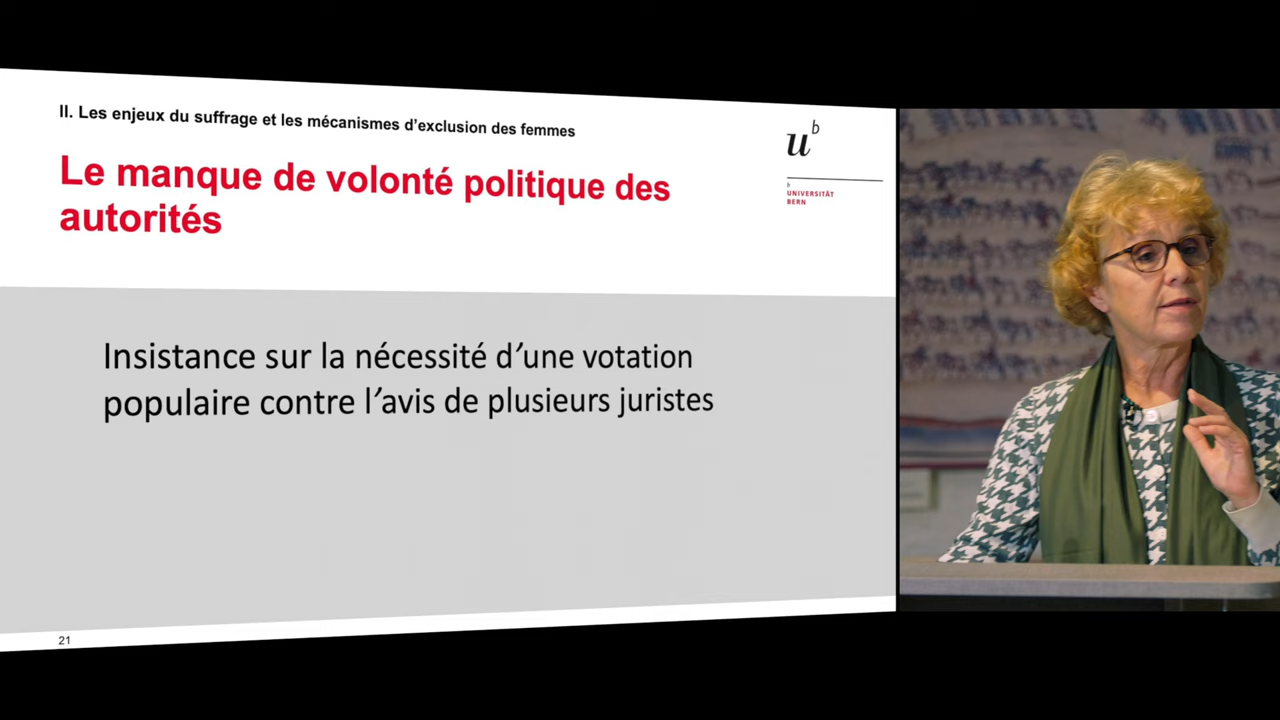 II. Les enjeux du suffrage et les mécanismes d'exclusion des femmes
Le manque de volonté politique des
autorités
u b
b
UNIVERSITÄT
BERN
Insistance sur la nécessité d'une votation
populaire contre l'avis de plusieurs juristes
21